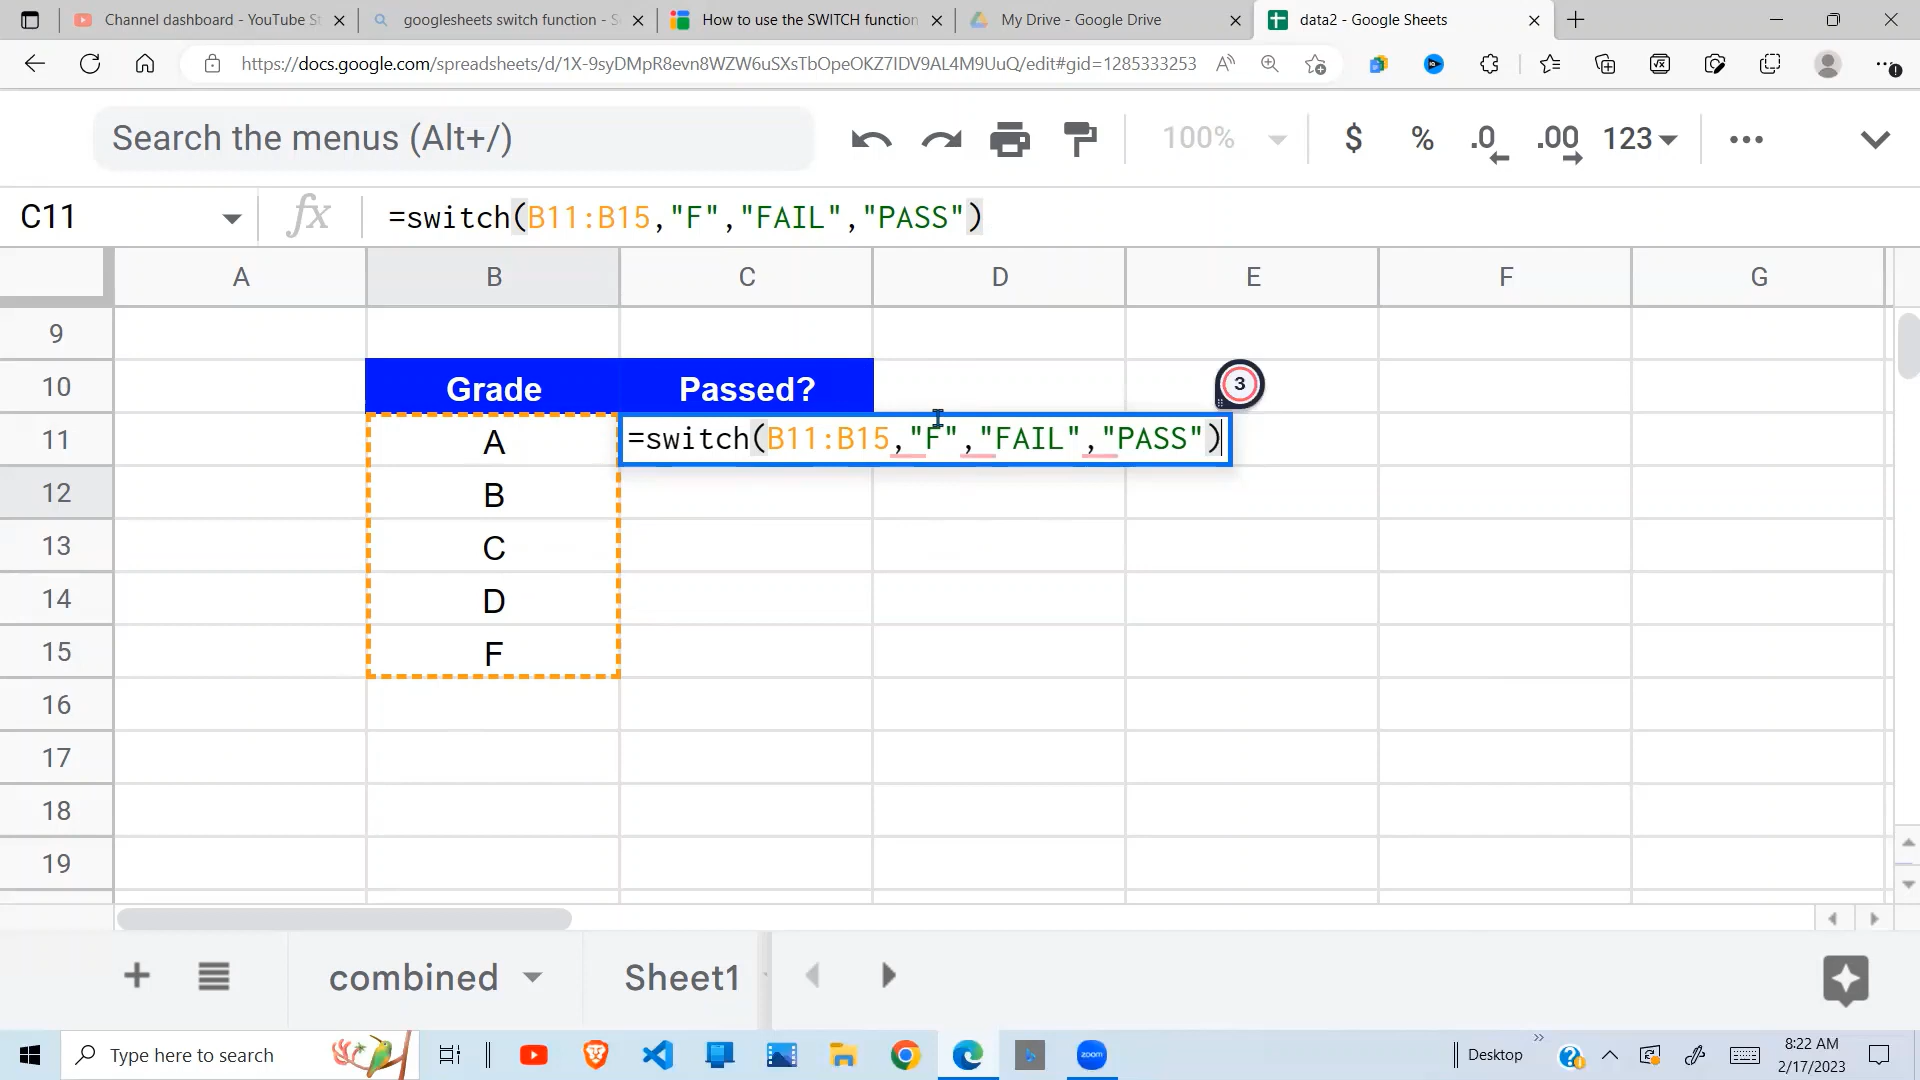 Channel dashboard - YouTube St
googlesheets switch function - Se
How to use the SWITCH function
My Drive - Google Drive
data2 - Google Sheets
https://docs.google.com/spreadsheets/d/1X-9syDMpR8evn8WZW6uSXsTbOpeOKZ7IDV9AL4M9UuQ/edit#gid=1285333253
Search the menus (Alt+/)
100%
$ % .0 .00 123
C11
fx
=switch(B11:B15,"F","FAIL","PASS")
A B C D E F G
9
10 Grade Passed? 3
11 A =switch(B11:B15,"F","FAIL","PASS")
12 B
13 C
14 D
15 F
16
17
18
19
combined Sheet1
Type here to search
zoom
Desktop
8:22 AM
2/17/2023